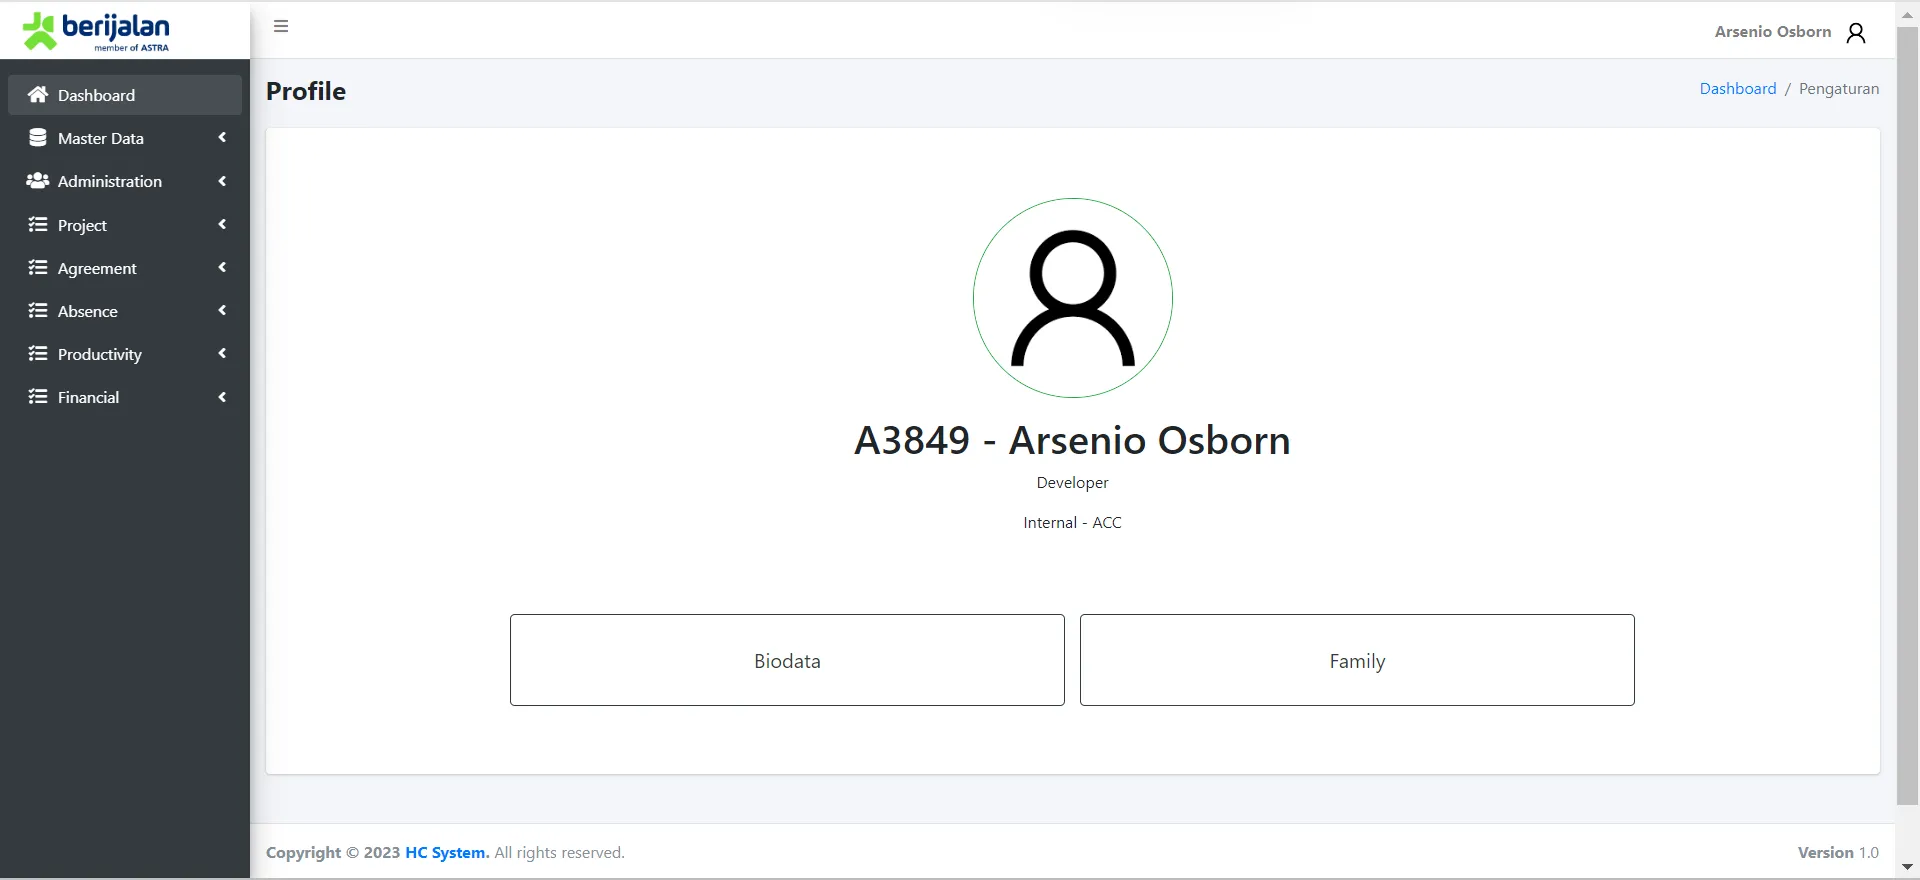 berijalan
member of ASTRA
Arsenio Osborn
Dashboard
Master Data
Administration
Project
Agreement
Absence
Productivity
Financial
Profile
Dashboard / Pengaturan
A3849 - Arsenio Osborn
Developer
Internal - ACC
Biodata
Family
Copyright © 2023 HC System. All rights reserved.
Version 1.0